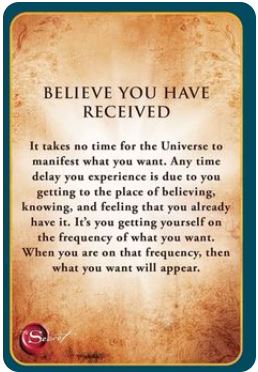 BELIEVE YOU HAVE
RECEIVED
It takes no time for the Universe to
manifest what you want. Any time
delay you experience is due to you
getting to the place of believing,
knowing, and feeling that you already
have it. It's you getting yourself on
the frequency of what you want.
When you are on that frequency, then
what you want will appear.
Secret